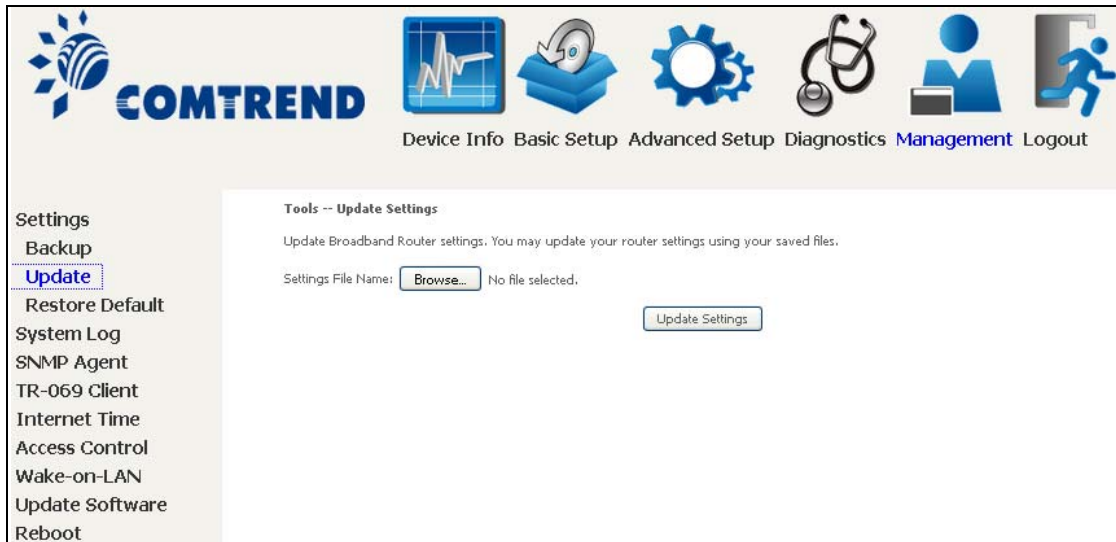 COMTREND
Device Info Basic Setup Advanced Setup Diagnostics Management Logout
Settings
Backup
Update
Restore Default
System Log
SNMP Agent
TR-069 Client
Internet Time
Access Control
Wake-on-LAN
Update Software
Reboot
Tools -- Update Settings
Update Broadband Router settings. You may update your router settings using your saved files.
Settings File Name: Browse... No file selected.
Update Settings